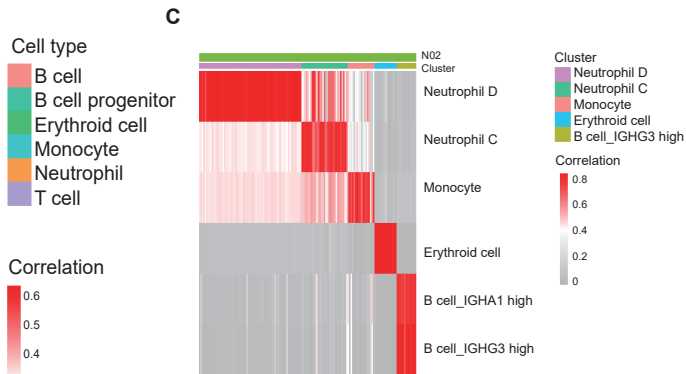 C
Cell type
B cell
B cell progenitor
Erythroid cell
Monocyte
Neutrophil
T cell
Correlation
0.6
0.4
N02
Cluster
Neutrophil D
Neutrophil C
Monocyte
Erythroid cell
B cell_IGHA1 high
B cell_IGHG3 high
Cluster
Neutrophil D
Neutrophil C
Monocyte
Erythroid cell
B cell_IGHG3 high
Correlation
0.8
0.6
0.4
0.2
0